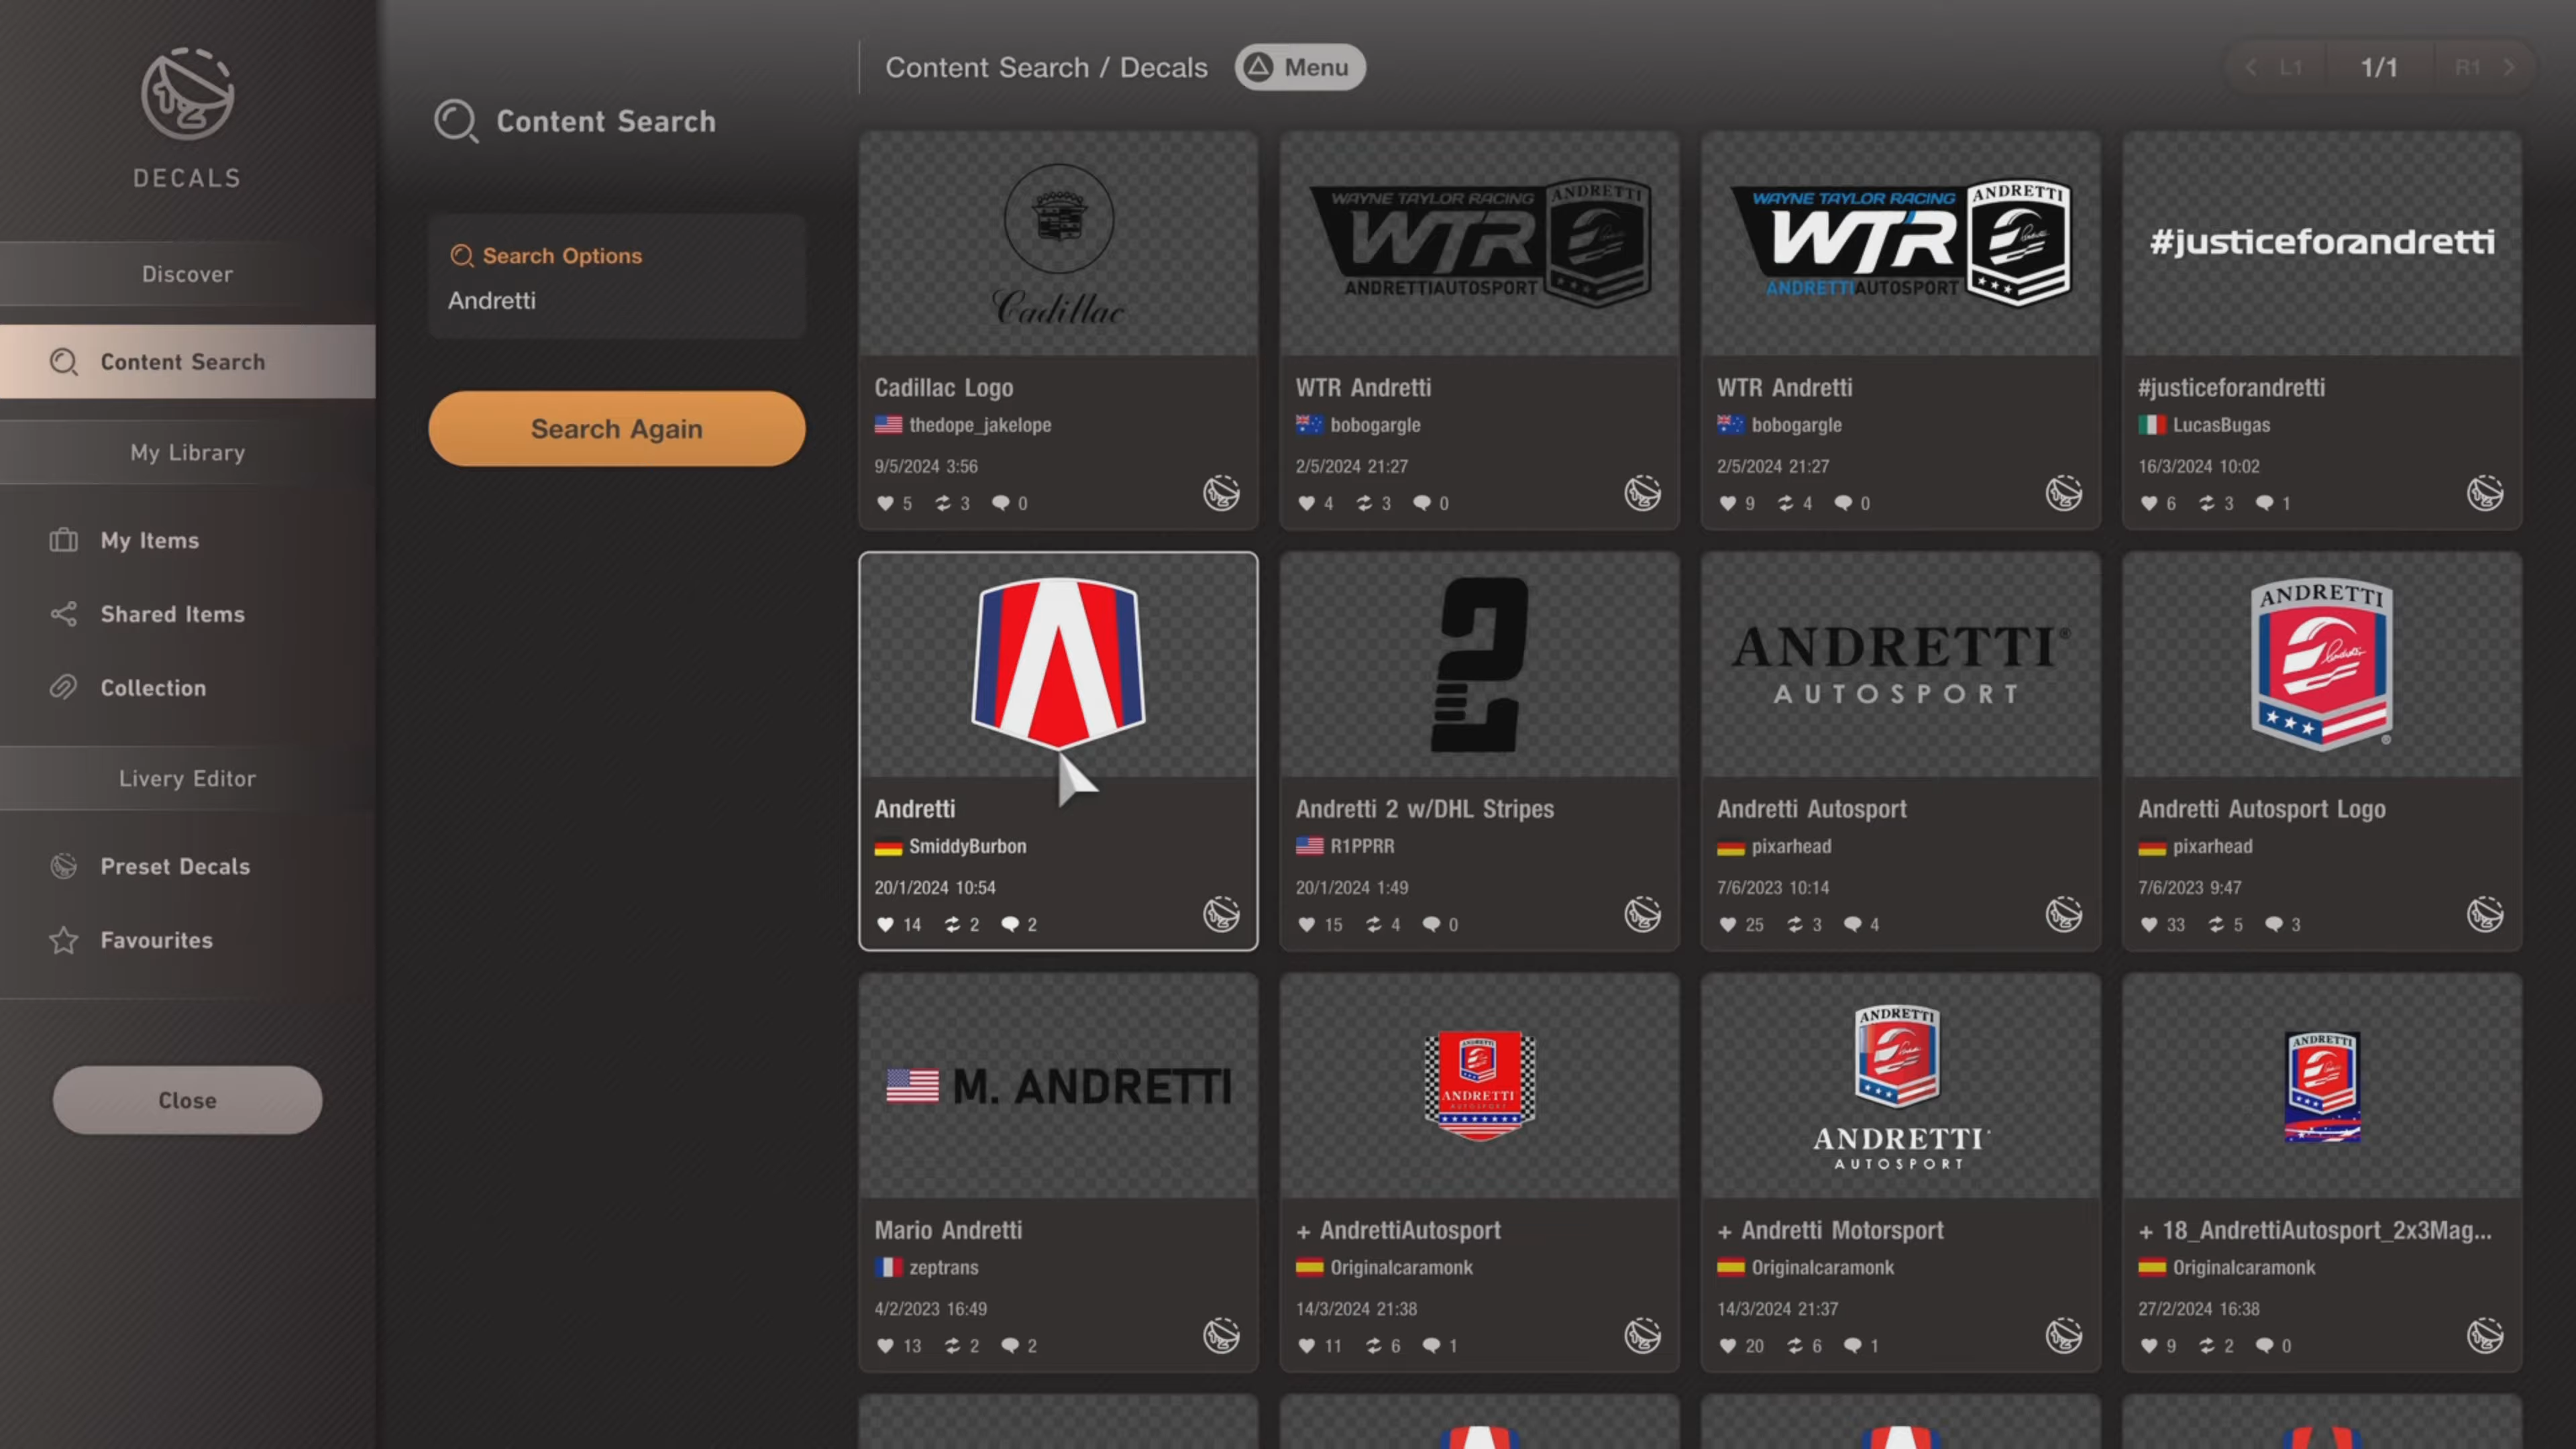 DECALS
Discover
Content Search
My Library
My Items
Shared Items
Collection
Livery Editor
Preset Decals
Favourites
Close
Content Search
Search Options
Andretti
Search Again
Content Search / Decals
Menu
L1
1/1
R1
Cadillac
Cadillac Logo
thedope_jakelope
9/5/2024 3:56
5 3 0
WAYNE TAYLOR RACING
WTR
ANDRETTIAUTOSPORT
ANDRETTI
WTR Andretti
bobogargle
2/5/2024 21:27
4 3 0
WAYNE TAYLOR RACING
WTR
ANDRETTIAUTOSPORT
ANDRETTI
WTR Andretti
bobogargle
2/5/2024 21:27
9 4 0
#justiceforandretti
#justiceforandretti
LucasBugas
16/3/2024 10:02
6 3 1
Andretti
SmiddyBurbon
20/1/2024 10:54
14 2 2
2
Andretti 2 w/DHL Stripes
R1PPRR
20/1/2024 1:49
15 4 0
ANDRETTI®
AUTOSPORT
Andretti Autosport
pixarhead
7/6/2023 10:14
25 3 4
ANDRETTI
®
Andretti Autosport Logo
pixarhead
7/6/2023 9:47
33 5 3
M. ANDRETTI
Mario Andretti
zeptrans
4/2/2023 16:49
13 2 2
ANDRETTI
ANDRETTI
AUTOSPORT
+ AndrettiAutosport
Originalcaramonk
14/3/2024 21:38
11 6 1
ANDRETTI
ANDRETTI
AUTOSPORT
+ Andretti Motorsport
Originalcaramonk
14/3/2024 21:37
20 6 1
ANDRETTI
+ 18_AndrettiAutosport_2x3Mag...
Originalcaramonk
27/2/2024 16:38
9 2 0